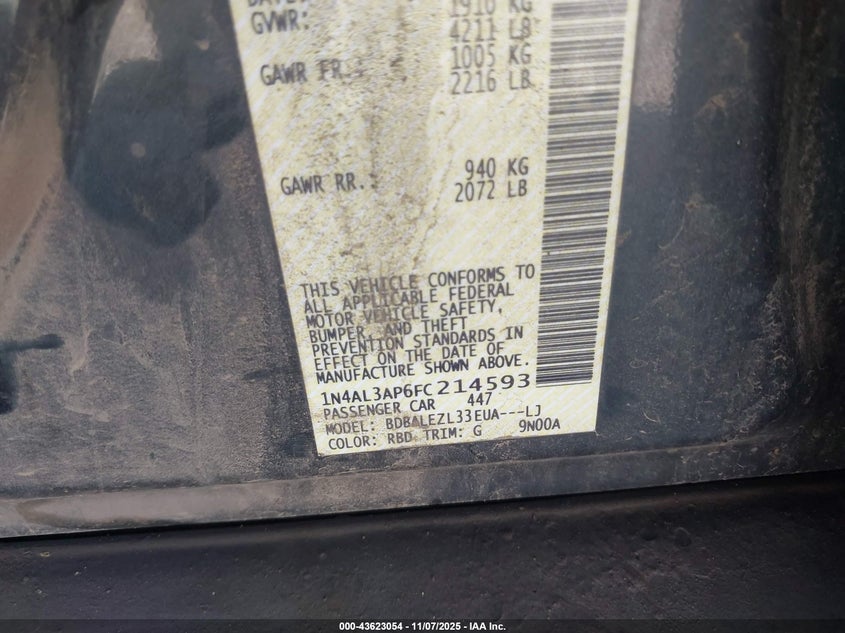 GVWR: 1910 KG
4211 LB
GAWR FR.: 1005 KG
2216 LB
GAWR RR.: 940 KG
2072 LB
THIS VEHICLE CONFORMS TO
ALL APPLICABLE FEDERAL
MOTOR VEHICLE SAFETY,
BUMPER, AND THEFT
PREVENTION STANDARDS IN
EFFECT ON THE DATE OF
MANUFACTURE SHOWN ABOVE.
1N4AL3AP6FC214593
PASSENGER CAR 447
MODEL: BDBALEZL33EUA---LJ
COLOR: RBD TRIM: G 9N00A
000-43623054 - 11/07/2025 - IAA Inc.